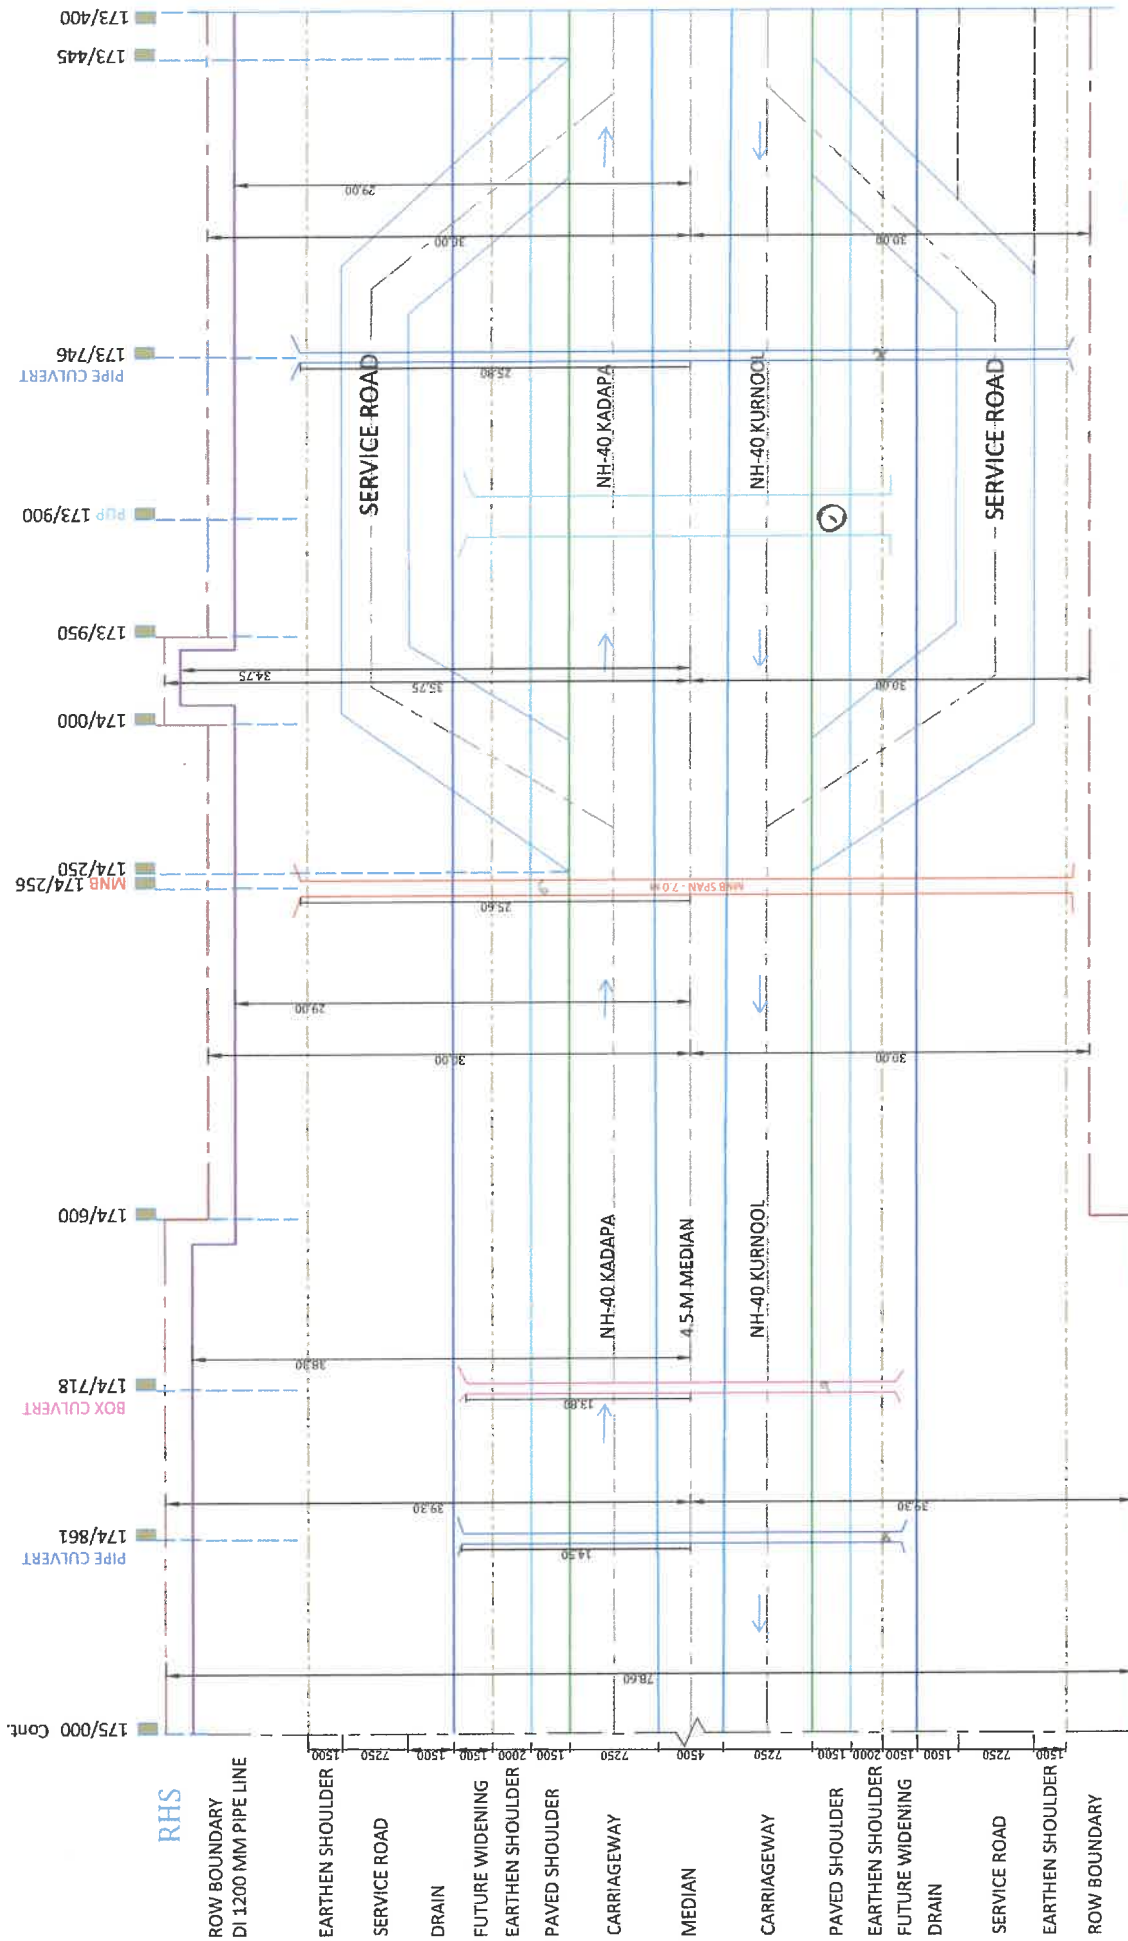 173/400
173/445
29.00
30.00
30.00
173/746
PIPE CULVERT
25.80
SERVICE ROAD
NH-40 KADAPA
NH-40 KURNOOL
SERVICE ROAD
PUP 173/900
173/950
34.75
35.75
30.00
174/000
174/250
MNB 174/256
MNB SPAN - 7.0 M
25.60
29.00
30.00
30.00
174/600
NH-40 KADAPA
4.5-M MEDIAN
NH-40 KURNOOL
38.30
174/718
BOX CULVERT
13.80
39.30
39.30
174/861
PIPE CULVERT
14.50
78.60
175/000 Cont.
1500
7250
1500
1500
2000
1500
7250
4500
7250
1500
2000
1500
1500
7250
1500
RHS
ROW BOUNDARY
DI 1200 MM PIPE LINE
EARTHEN SHOULDER
SERVICE ROAD
DRAIN
FUTURE WIDENING
EARTHEN SHOULDER
PAVED SHOULDER
CARRIAGEWAY
MEDIAN
CARRIAGEWAY
PAVED SHOULDER
EARTHEN SHOULDER
FUTURE WIDENING
DRAIN
SERVICE ROAD
EARTHEN SHOULDER
ROW BOUNDARY